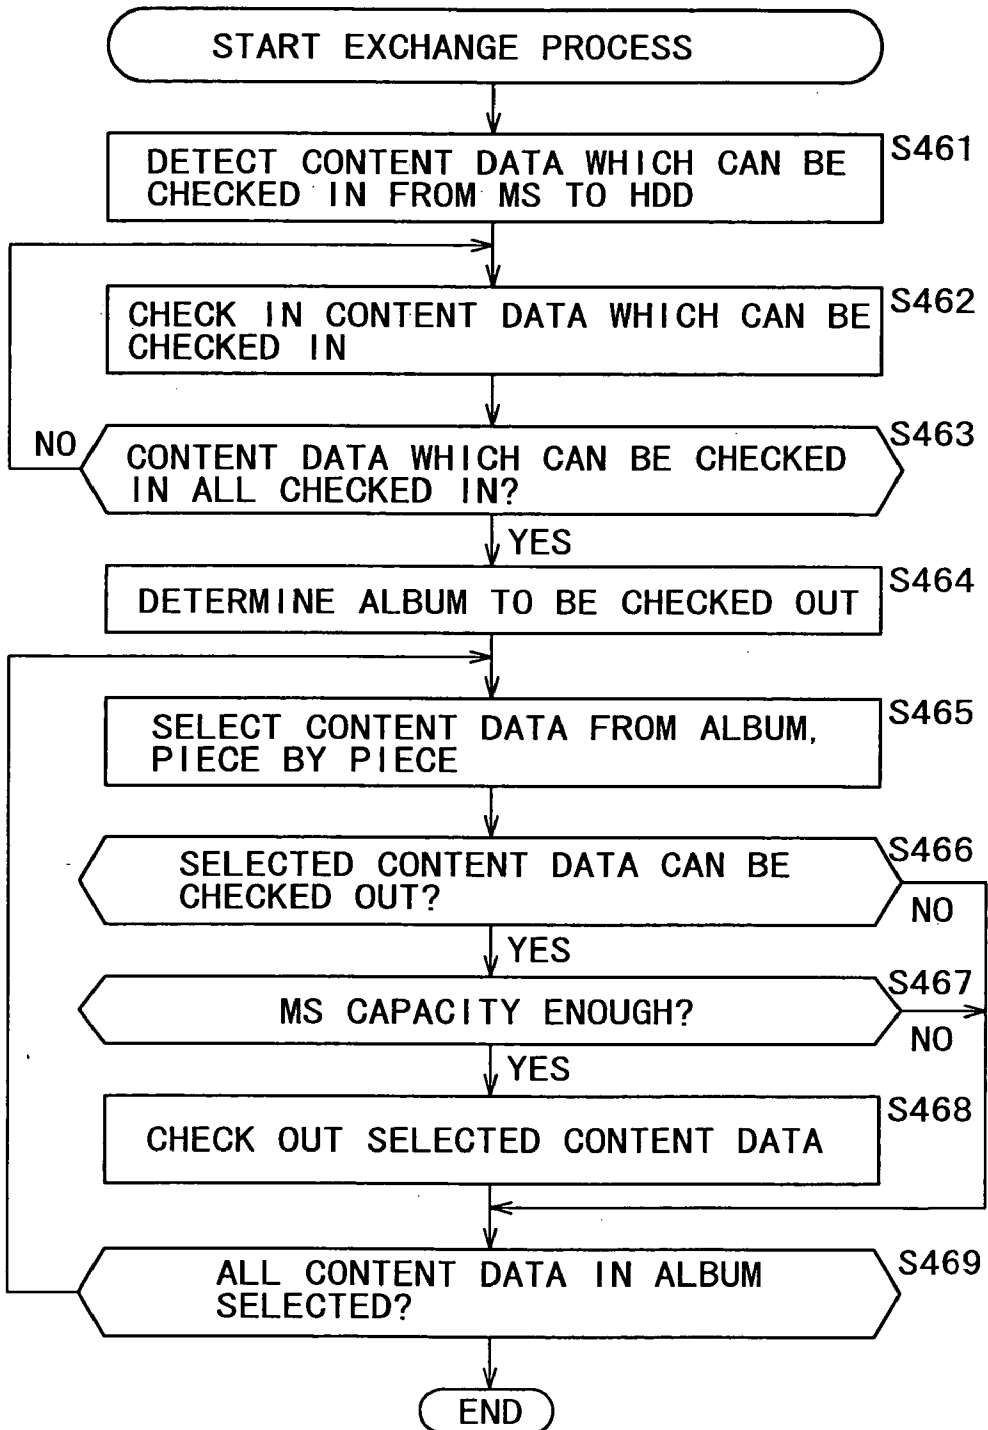 START EXCHANGE PROCESS
S461
DETECT CONTENT DATA WHICH CAN BE
CHECKED IN FROM MS TO HDD
S462
CHECK IN CONTENT DATA WHICH CAN BE
CHECKED IN
S463
NO
CONTENT DATA WHICH CAN BE CHECKED
IN ALL CHECKED IN?
YES
S464
DETERMINE ALBUM TO BE CHECKED OUT
S465
SELECT CONTENT DATA FROM ALBUM,
PIECE BY PIECE
S466
SELECTED CONTENT DATA CAN BE
CHECKED OUT?
NO
YES
S467
MS CAPACITY ENOUGH?
NO
YES
S468
CHECK OUT SELECTED CONTENT DATA
S469
ALL CONTENT DATA IN ALBUM
SELECTED?
END